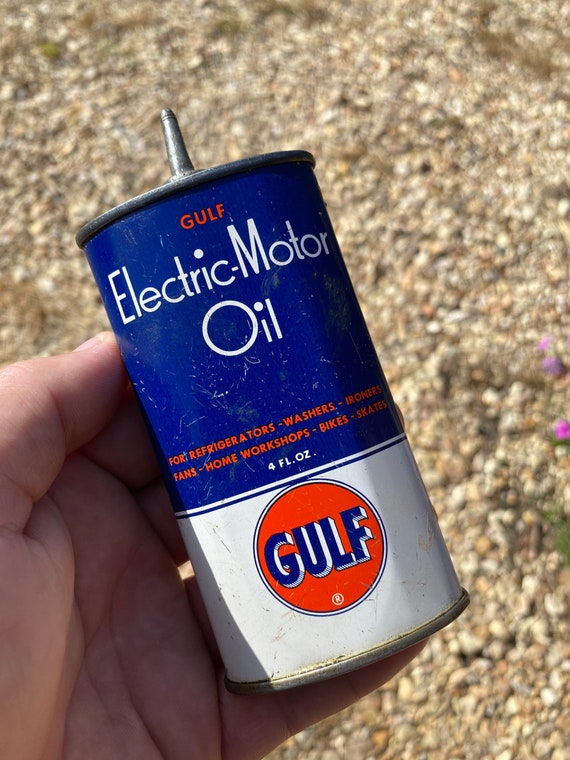 GULF
Electric-Motor
Oil
FOR REFRIGERATORS - WASHERS - IRONERS
FANS - HOME WORKSHOPS - BIKES - SKATES
4 FL. OZ.
GULF
®